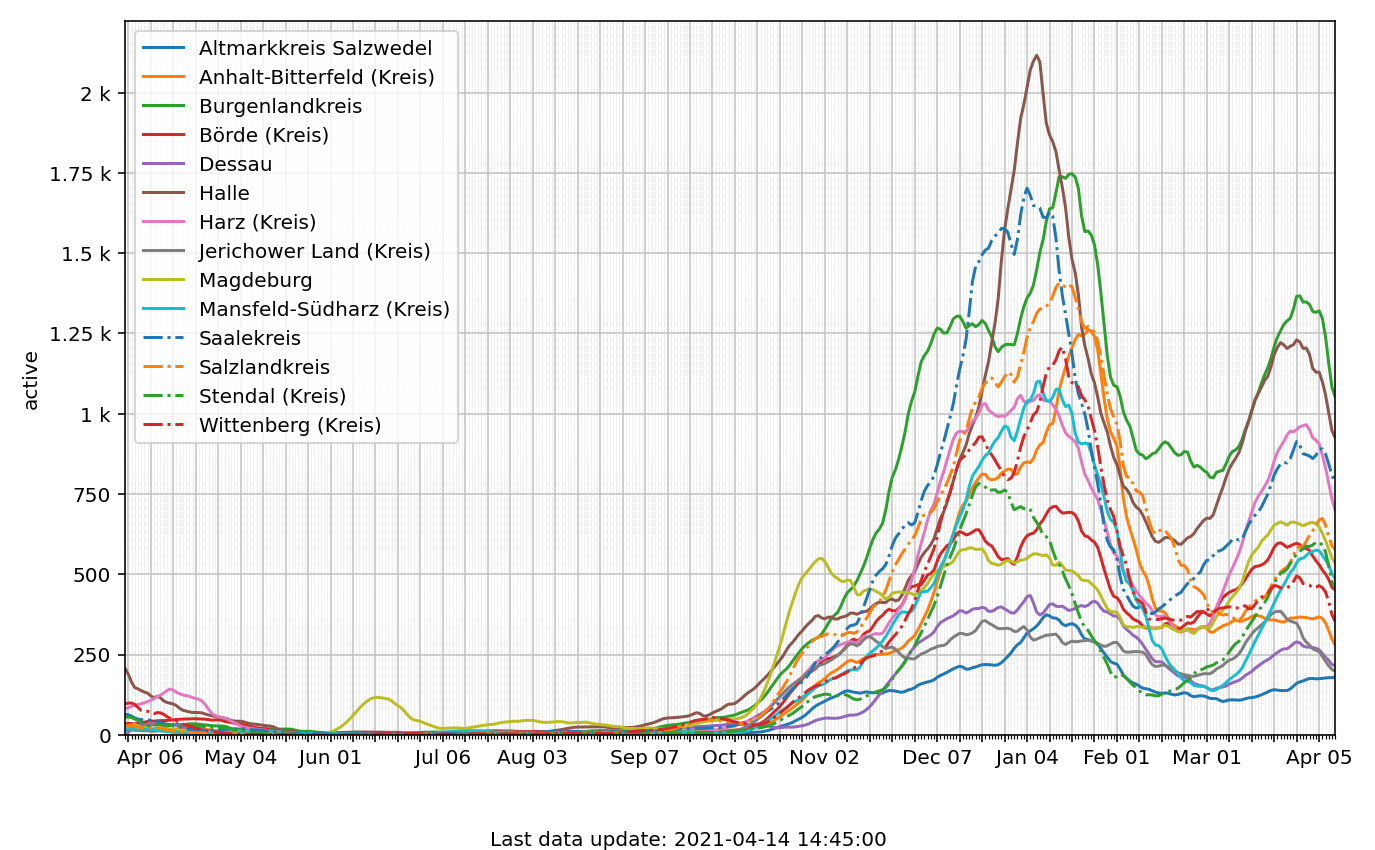 active
2 k
1.75 k
1.5 k
1.25 k
1 k
750
500
250
0
Altmarkkreis Salzwedel
Anhalt-Bitterfeld (Kreis)
Burgenlandkreis
Börde (Kreis)
Dessau
Halle
Harz (Kreis)
Jerichower Land (Kreis)
Magdeburg
Mansfeld-Südharz (Kreis)
Saalekreis
Salzlandkreis
Stendal (Kreis)
Wittenberg (Kreis)
Apr 06 May 04 Jun 01 Jul 06 Aug 03 Sep 07 Oct 05 Nov 02 Dec 07 Jan 04 Feb 01 Mar 01 Apr 05
Last data update: 2021-04-14 14:45:00